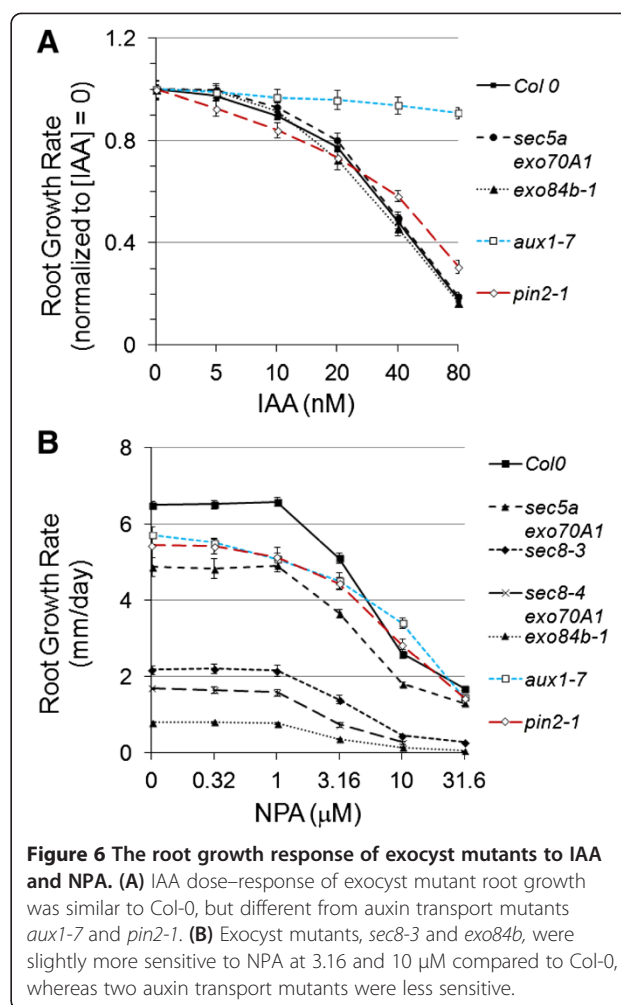 A
Root Growth Rate
(normalized to [IAA] = 0)
1.2
0.8
0.4
0
0 5 10 20 40 80
IAA (nM)
Col 0
sec5a
exo70A1
exo84b-1
aux1-7
pin2-1
B
Root Growth Rate
(mm/day)
8
6
4
2
0
0 0.32 1 3.16 10 31.6
NPA (μM)
Col0
sec5a
exo70A1
sec8-3
sec8-4
exo70A1
exo84b-1
aux1-7
pin2-1
Figure 6 The root growth response of exocyst mutants to IAA
and NPA. (A) IAA dose–response of exocyst mutant root growth
was similar to Col-0, but different from auxin transport mutants
aux1-7 and pin2-1. (B) Exocyst mutants, sec8-3 and exo84b, were
slightly more sensitive to NPA at 3.16 and 10 μM compared to Col-0,
whereas two auxin transport mutants were less sensitive.